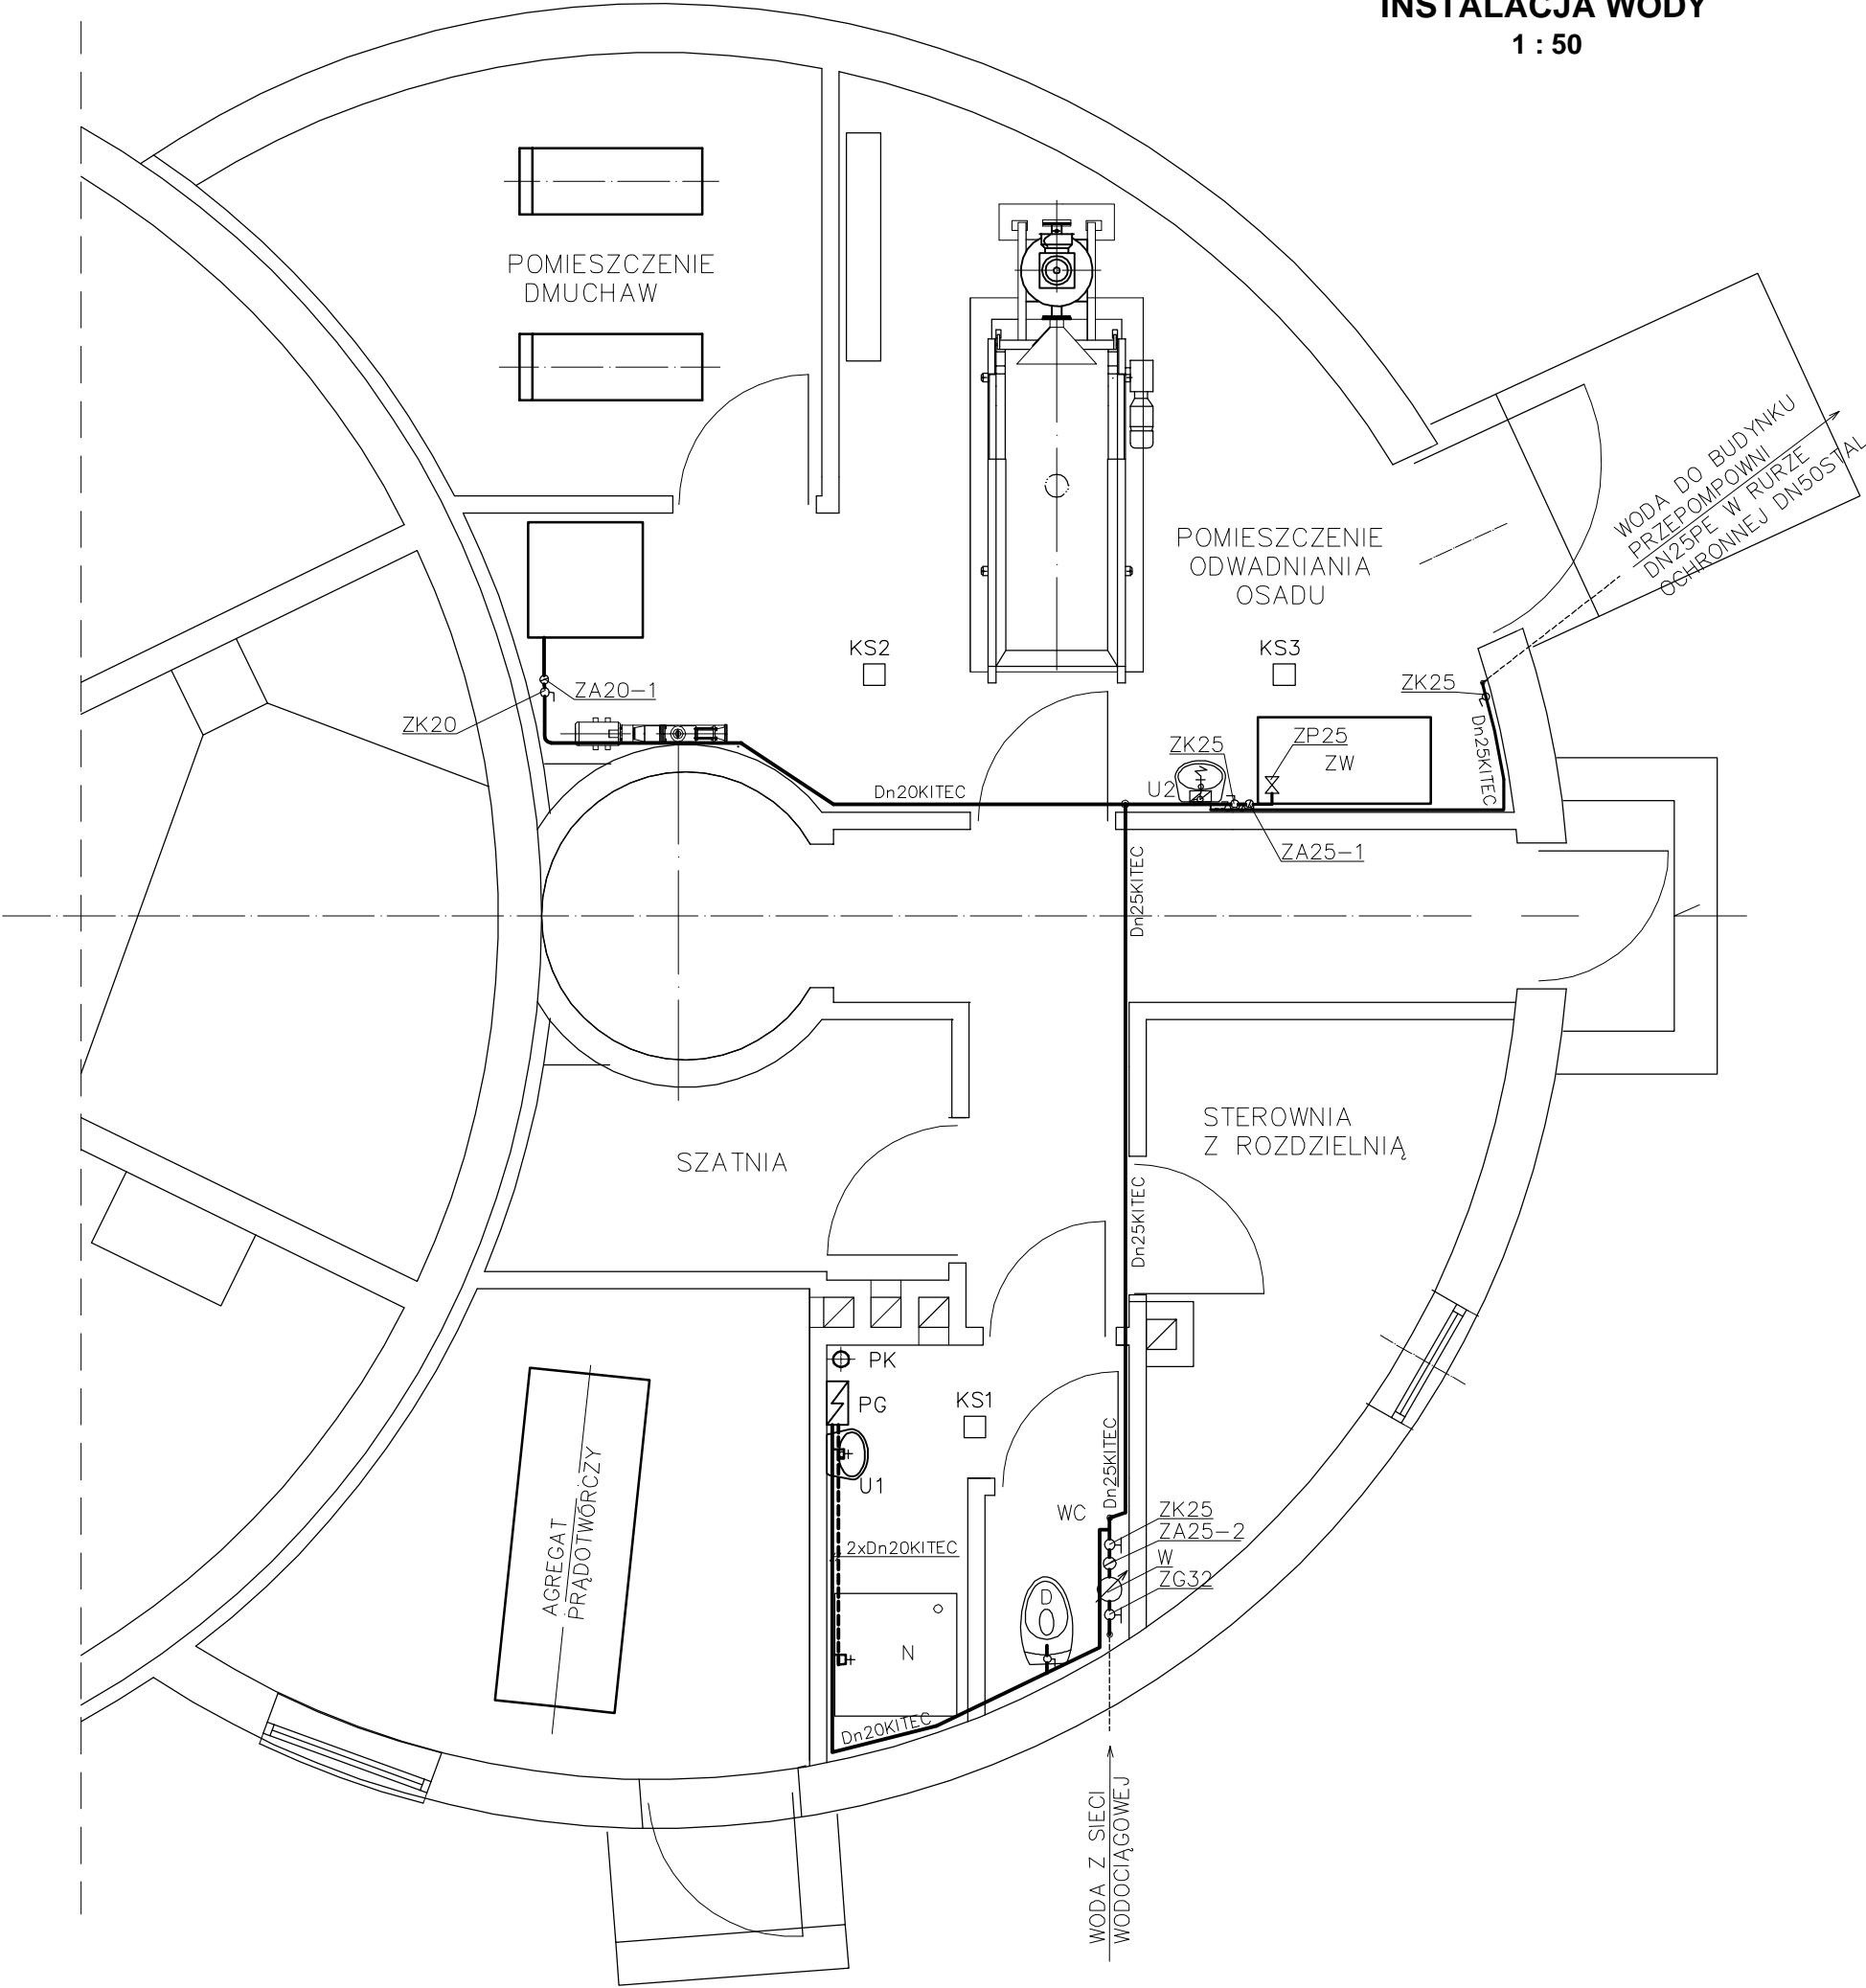 INSTALACJA WODY
1 : 50
POMIESZCZENIE
DMUCHAW
WODA DO BUDYNKU
PRZEPOMPOWNI
DN25PE W RURZE
OCHRONNEJ DN50STAL
POMIESZCZENIE
ODWADNIANIA
OSADU
KS2
KS3
ZA20-1
ZK20
ZK25
Dn25KITEC
ZK25
ZP25
ZW
U2
Dn20KITEC
ZA25-1
Dn25KITEC
STEROWNIA
Z ROZDZIELNIĄ
SZATNIA
Dn25KITEC
PK
PG
KS1
U1
AGREGAT
PRĄDOTWÓRCZY
Dn25KITEC
WC
ZK25
ZA25-2
W
ZG32
2xDn20KITEC
D
N
Dn20KITEC
WODA Z SIECI
WODOCIĄGOWEJ